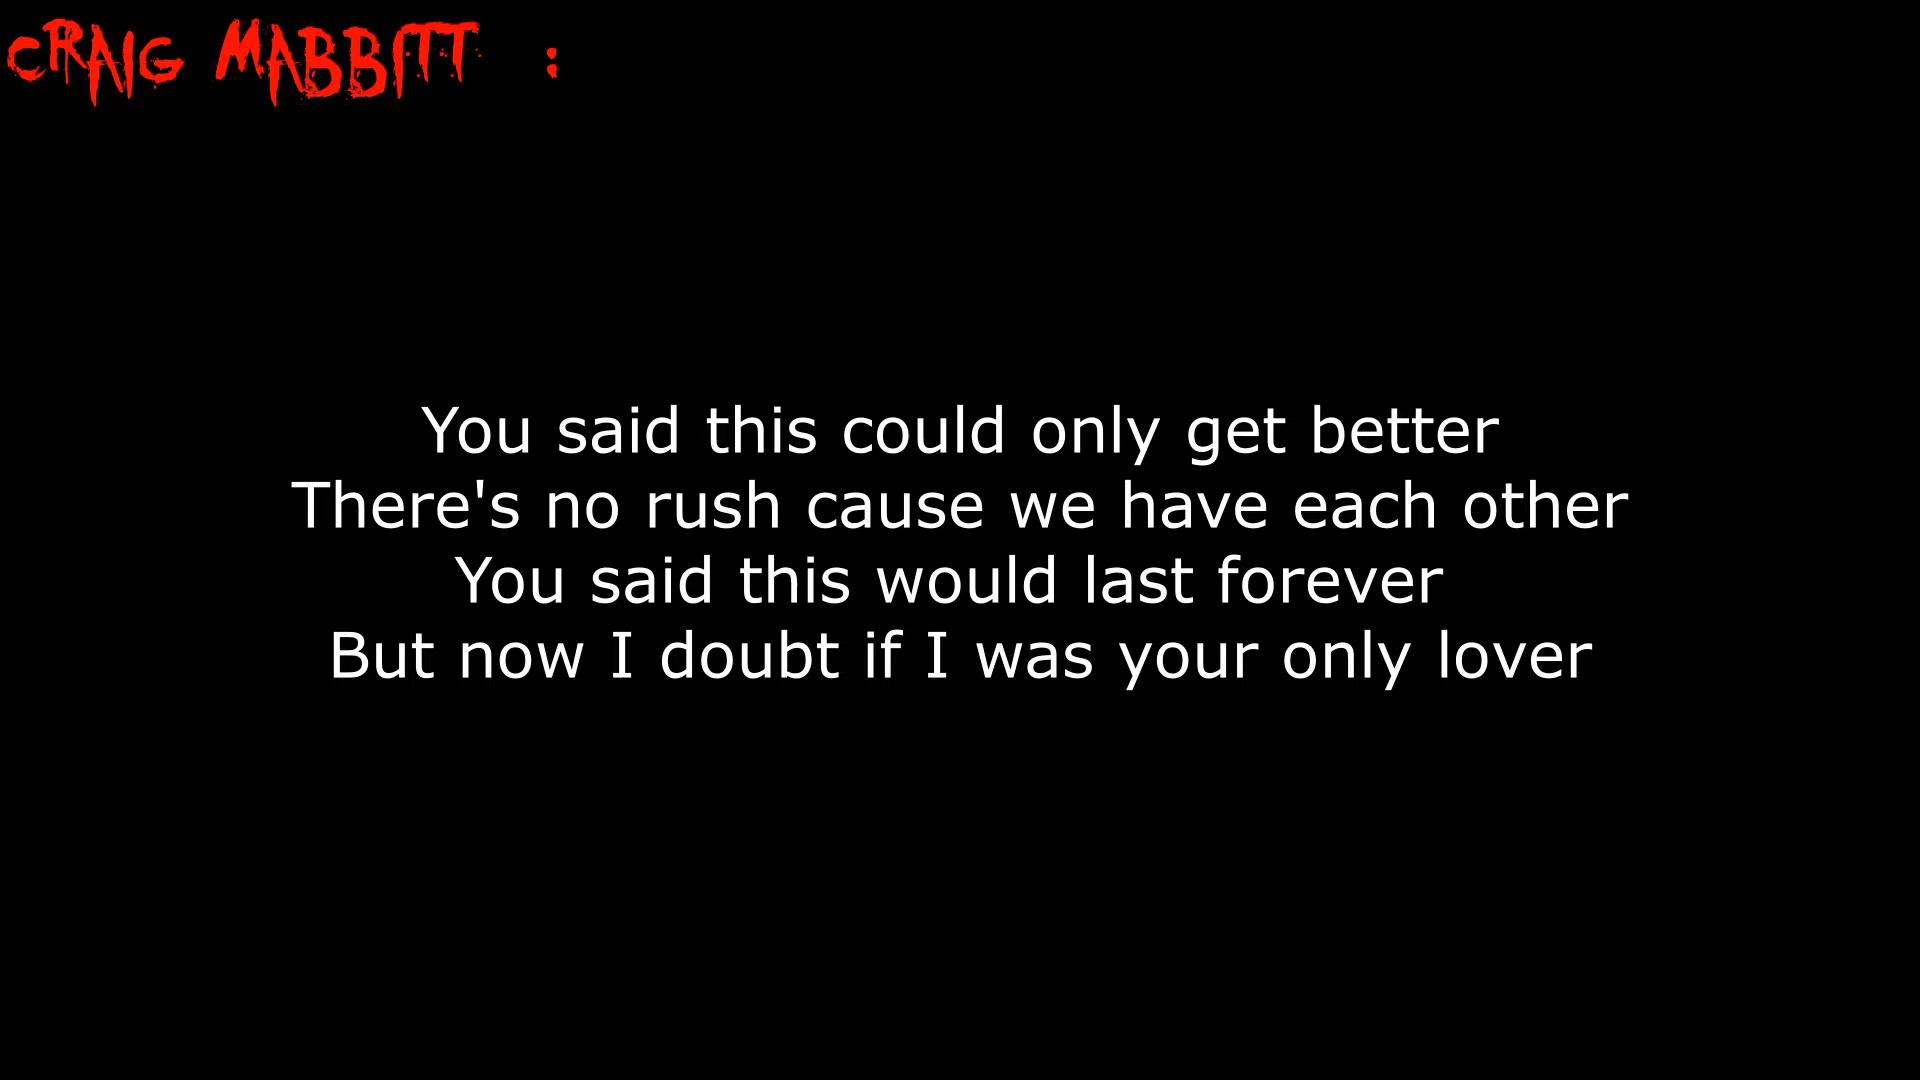 CRAIG MABBITT :
You said this could only get better
There's no rush cause we have each other
You said this would last forever
But now I doubt if I was your only lover